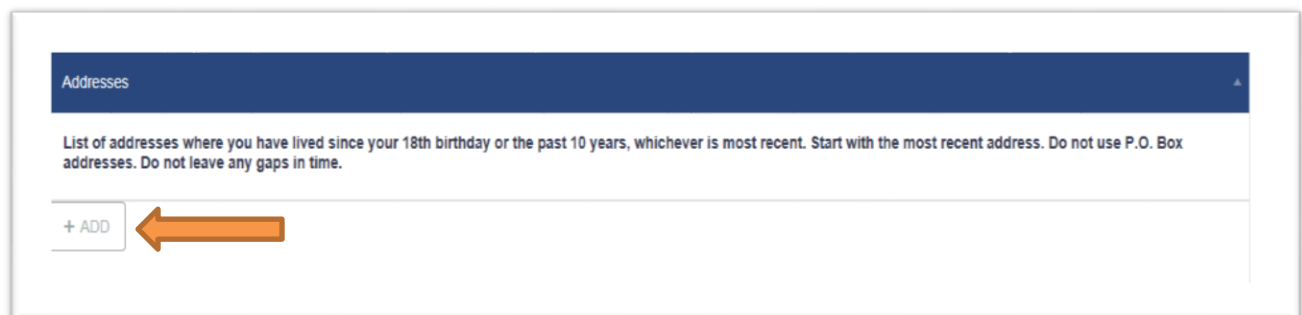 Addresses
List of addresses where you have lived since your 18th birthday or the past 10 years, whichever is most recent. Start with the most recent address. Do not use P.O. Box
addresses. Do not leave any gaps in time.
+ ADD